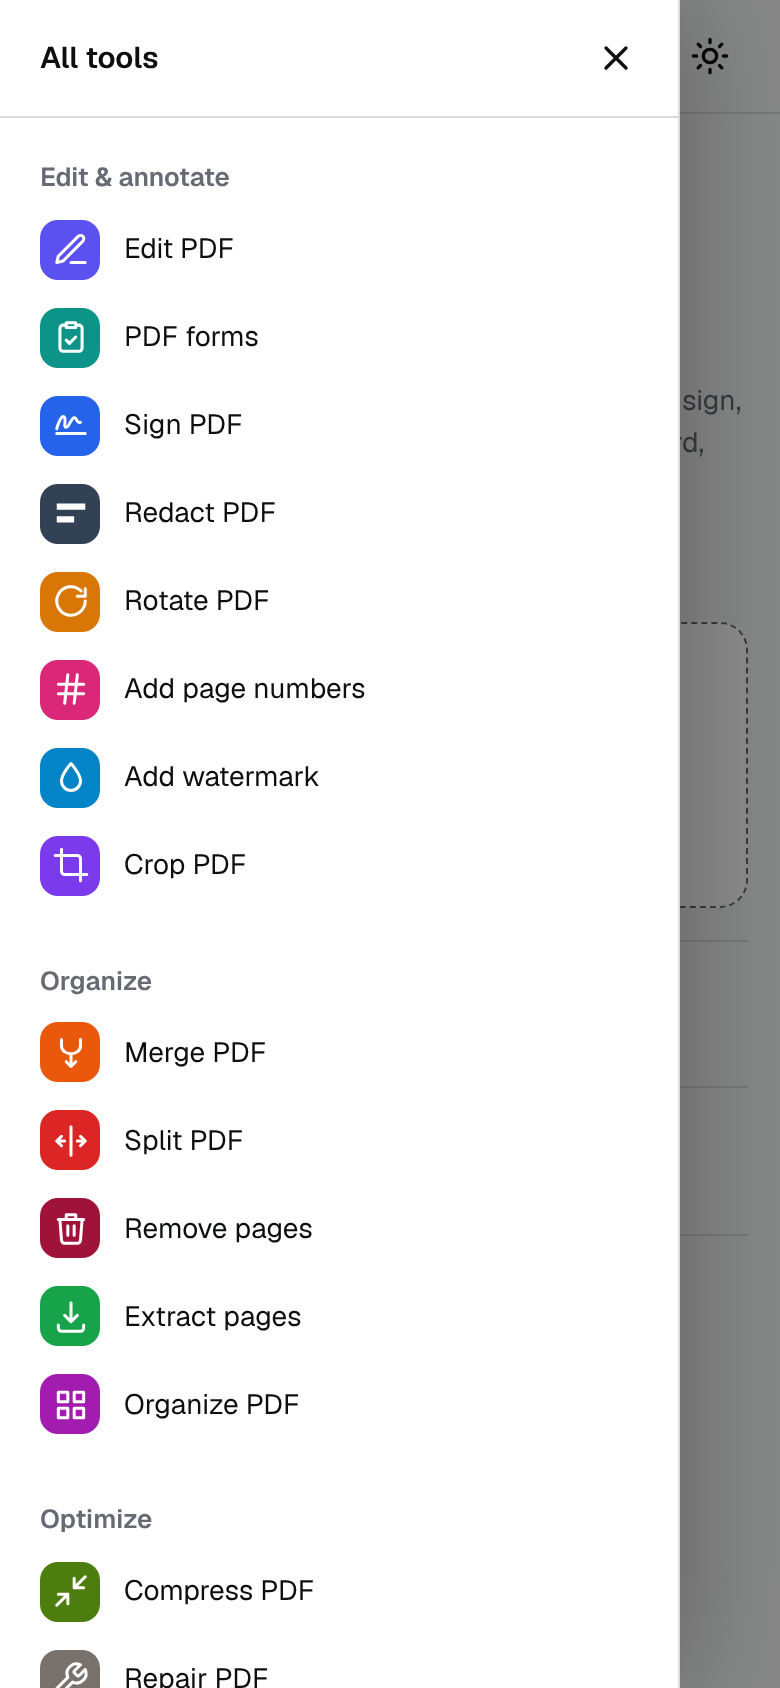 All tools
Edit & annotate
Edit PDF
PDF forms
Sign PDF
sign,
Redact PDF
Rotate PDF
Add page numbers
Add watermark
Crop PDF
Organize
Merge PDF
Split PDF
Remove pages
Extract pages
Organize PDF
Optimize
Compress PDF
Repair PDF